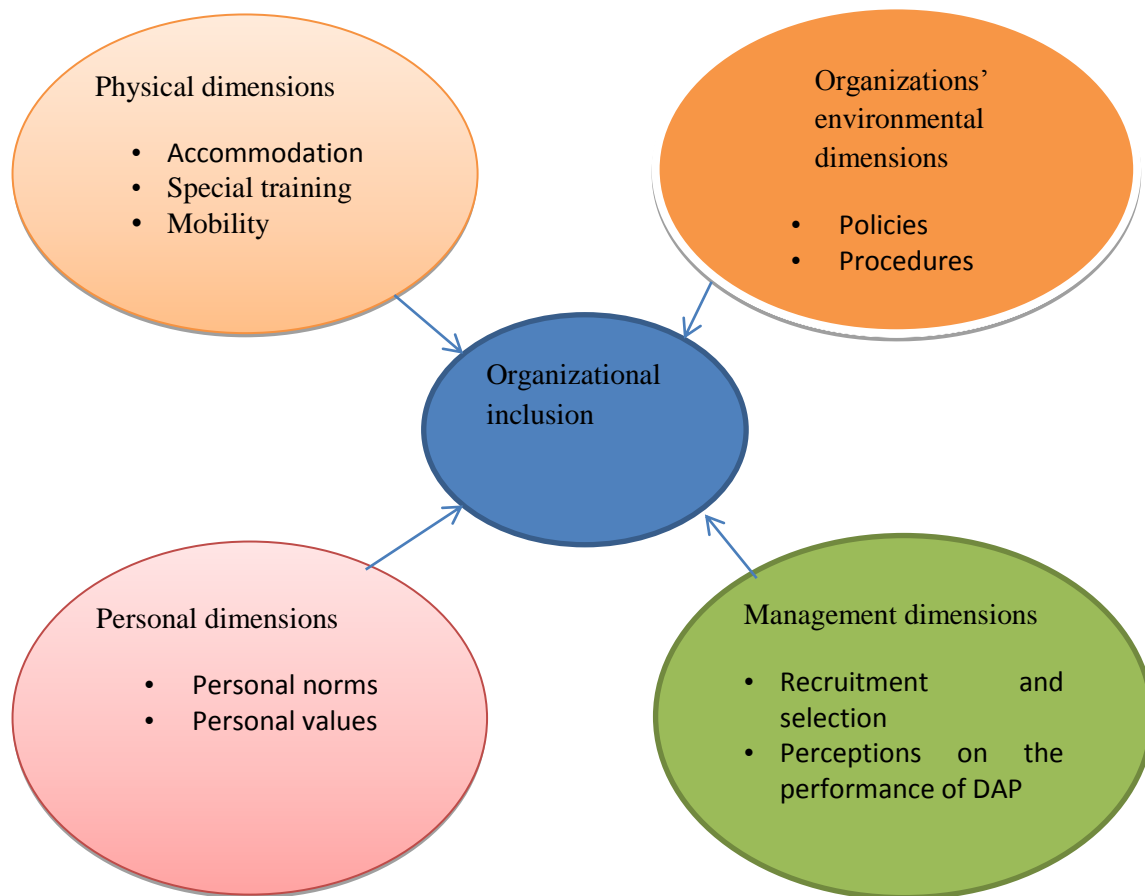 Physical dimensions
• Accommodation
• Special training
• Mobility
Organizations’
environmental
dimensions
• Policies
• Procedures
Organizational
inclusion
Personal dimensions
• Personal norms
• Personal values
Management dimensions
• Recruitment and
selection
• Perceptions on the
performance of DAP